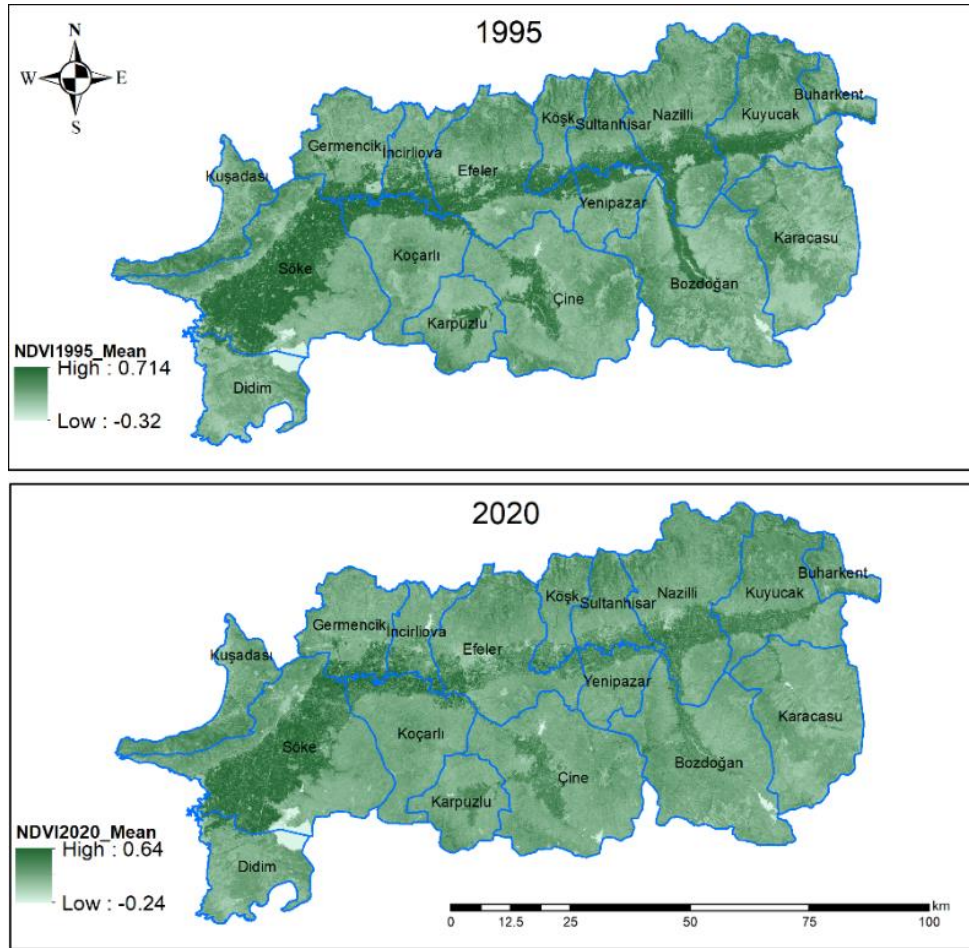 1995
N
W E
S
Buharkent
Köşk
Sultanhisar
Nazilli
Kuyucak
Germencik
İncirliova
Efeler
Kuşadası
Yenipazar
Karacasu
Söke
Koçarlı
Çine
Bozdoğan
Karpuzlu
NDVI1995_Mean
High : 0.714
Low : -0.32
Didim
2020
Buharkent
Köşk
Sultanhisar
Nazilli
Kuyucak
Germencik
İncirliova
Efeler
Kuşadası
Yenipazar
Karacasu
Söke
Koçarlı
Çine
Bozdoğan
Karpuzlu
NDVI2020_Mean
High : 0.64
Low : -0.24
Didim
km
0 12.5 25 50 75 100